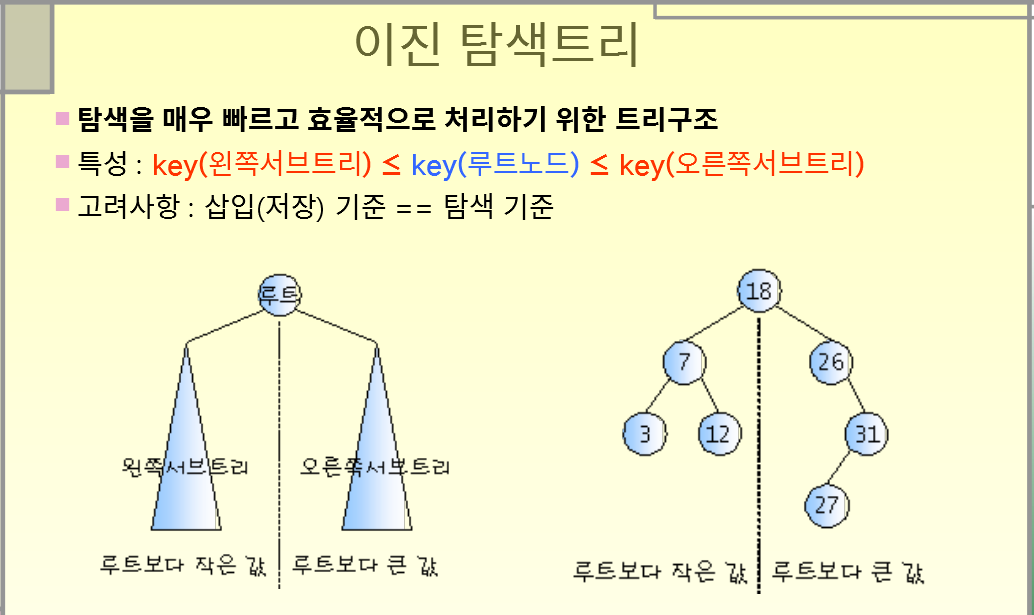 이진 탐색트리
탐색을 매우 빠르고 효율적으로 처리하기 위한 트리구조
특성 : key(왼쪽서브트리) ≤ key(루트노드) ≤ key(오른쪽서브트리)
고려사항 : 삽입(저장) 기준 == 탐색 기준
루트
왼쪽서브트리
오른쪽서브트리
루트보다 작은 값
루트보다 큰 값
18
7
26
3
12
31
27
루트보다 작은 값
루트보다 큰 값